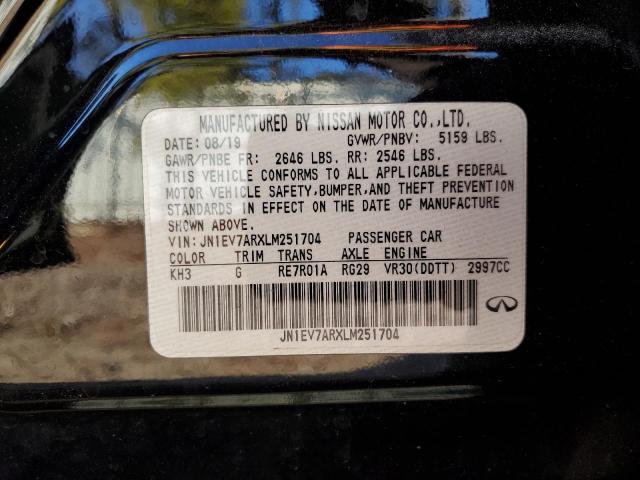 MANUFACTURED BY NISSAN MOTOR CO.,LTD.
DATE: 08/19 GVWR/PNBV: 5159 LBS.
GAWR/PNBE FR: 2646 LBS. RR: 2546 LBS.
THIS VEHICLE CONFORMS TO ALL APPLICABLE FEDERAL
MOTOR VEHICLE SAFETY,BUMPER,AND THEFT PREVENTION
STANDARDS IN EFFECT ON THE DATE OF MANUFACTURE
SHOWN ABOVE.
VIN: JN1EV7ARXLM251704 PASSENGER CAR
COLOR TRIM TRANS AXLE ENGINE
KH3 G RE7R01A RG29 VR30(DDTT) 2997CC
JN1EV7ARXLM251704